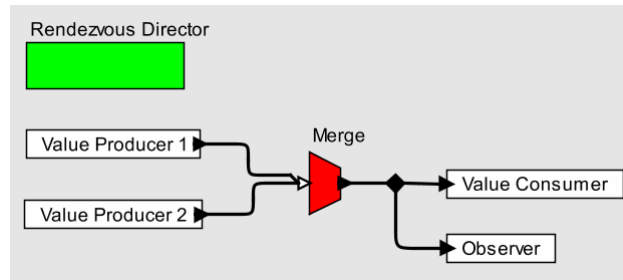 Rendezvous Director
Merge
Value Producer 1
Value Consumer
Value Producer 2
Observer